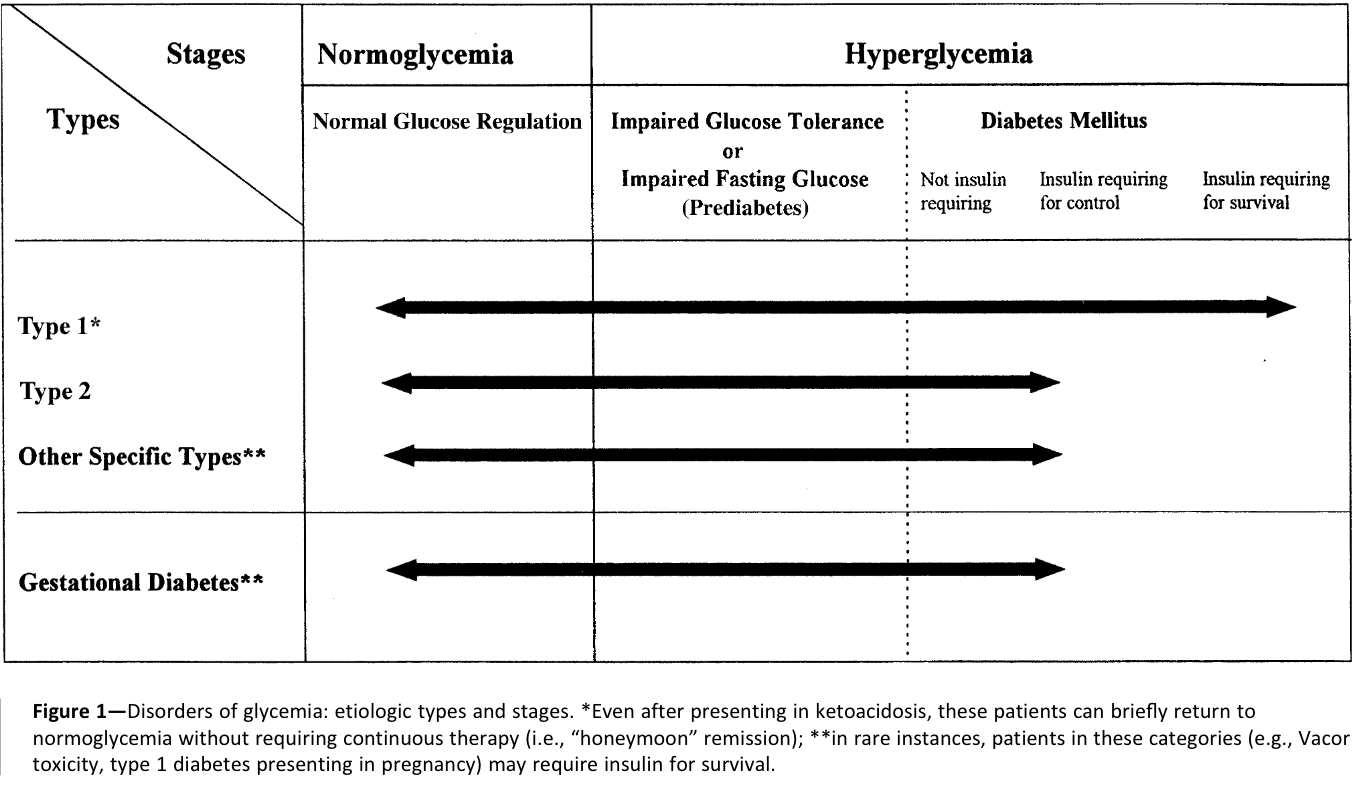 Stages
Normoglycemia
Hyperglycemia
Types
Normal Glucose Regulation
Impaired Glucose Tolerance
or
Impaired Fasting Glucose
(Prediabetes)
Diabetes Mellitus
Not insulin
requiring
Insulin requiring
for control
Insulin requiring
for survival
Type 1*
Type 2
Other Specific Types**
Gestational Diabetes**
Figure 1—Disorders of glycemia: etiologic types and stages. *Even after presenting in ketoacidosis, these patients can briefly return to
normoglycemia without requiring continuous therapy (i.e., “honeymoon” remission); **in rare instances, patients in these categories (e.g., Vacor
toxicity, type 1 diabetes presenting in pregnancy) may require insulin for survival.